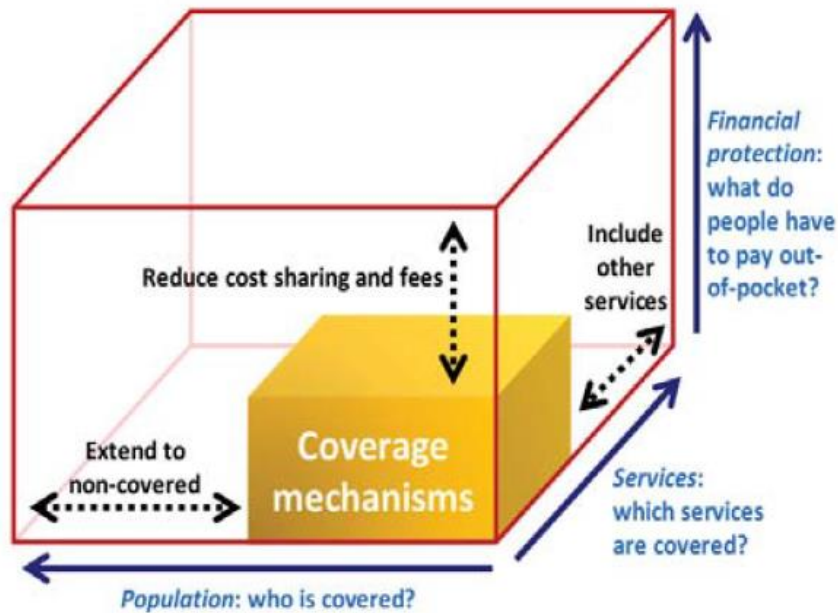 Financial
protection:
what do
people have
to pay out-
of-pocket?
Include
other
services
Reduce cost sharing and fees
Extend to
non-covered
Coverage
mechanisms
Services:
which services
are covered?
Population: who is covered?